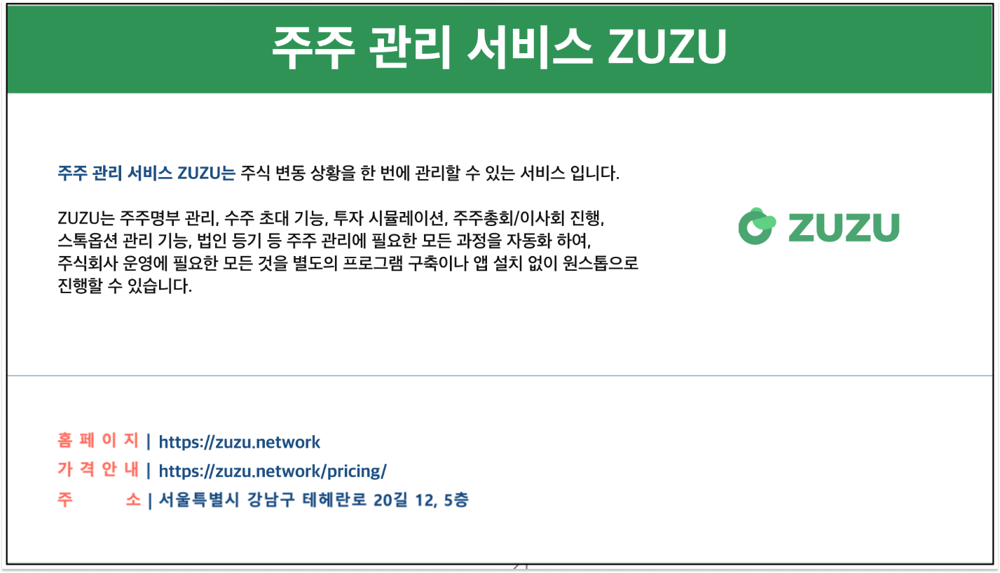 주주 관리 서비스 ZUZU
주주 관리 서비스 ZUZU는 주식 변동 상황을 한 번에 관리할 수 있는 서비스 입니다.
ZUZU는 주주명부 관리, 수주 초대 기능, 투자 시뮬레이션, 주주총회/이사회 진행,
스톡옵션 관리 기능, 법인 등기 등 주주 관리에 필요한 모든 과정을 자동화 하여,
주식회사 운영에 필요한 모든 것을 별도의 프로그램 구축이나 앱 설치 없이 원스톱으로
진행할 수 있습니다.
ZUZU
홈 페 이 지 | https://zuzu.network
가 격 안 내 | https://zuzu.network/pricing/
주 소 | 서울특별시 강남구 테헤란로 20길 12, 5층